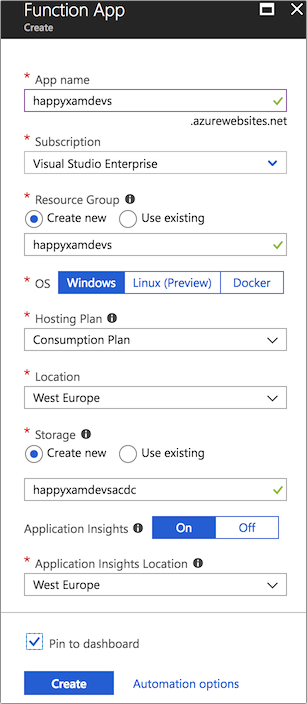 Function App
Create
* App name
happyxamdevs
.azurewebsites.net
* Subscription
Visual Studio Enterprise
* Resource Group
Create new Use existing
happyxamdevs
* OS Windows Linux (Preview) Docker
* Hosting Plan
Consumption Plan
* Location
West Europe
* Storage
Create new Use existing
happyxamdevsacdc
Application Insights On Off
* Application Insights Location
West Europe
Pin to dashboard
Create Automation options